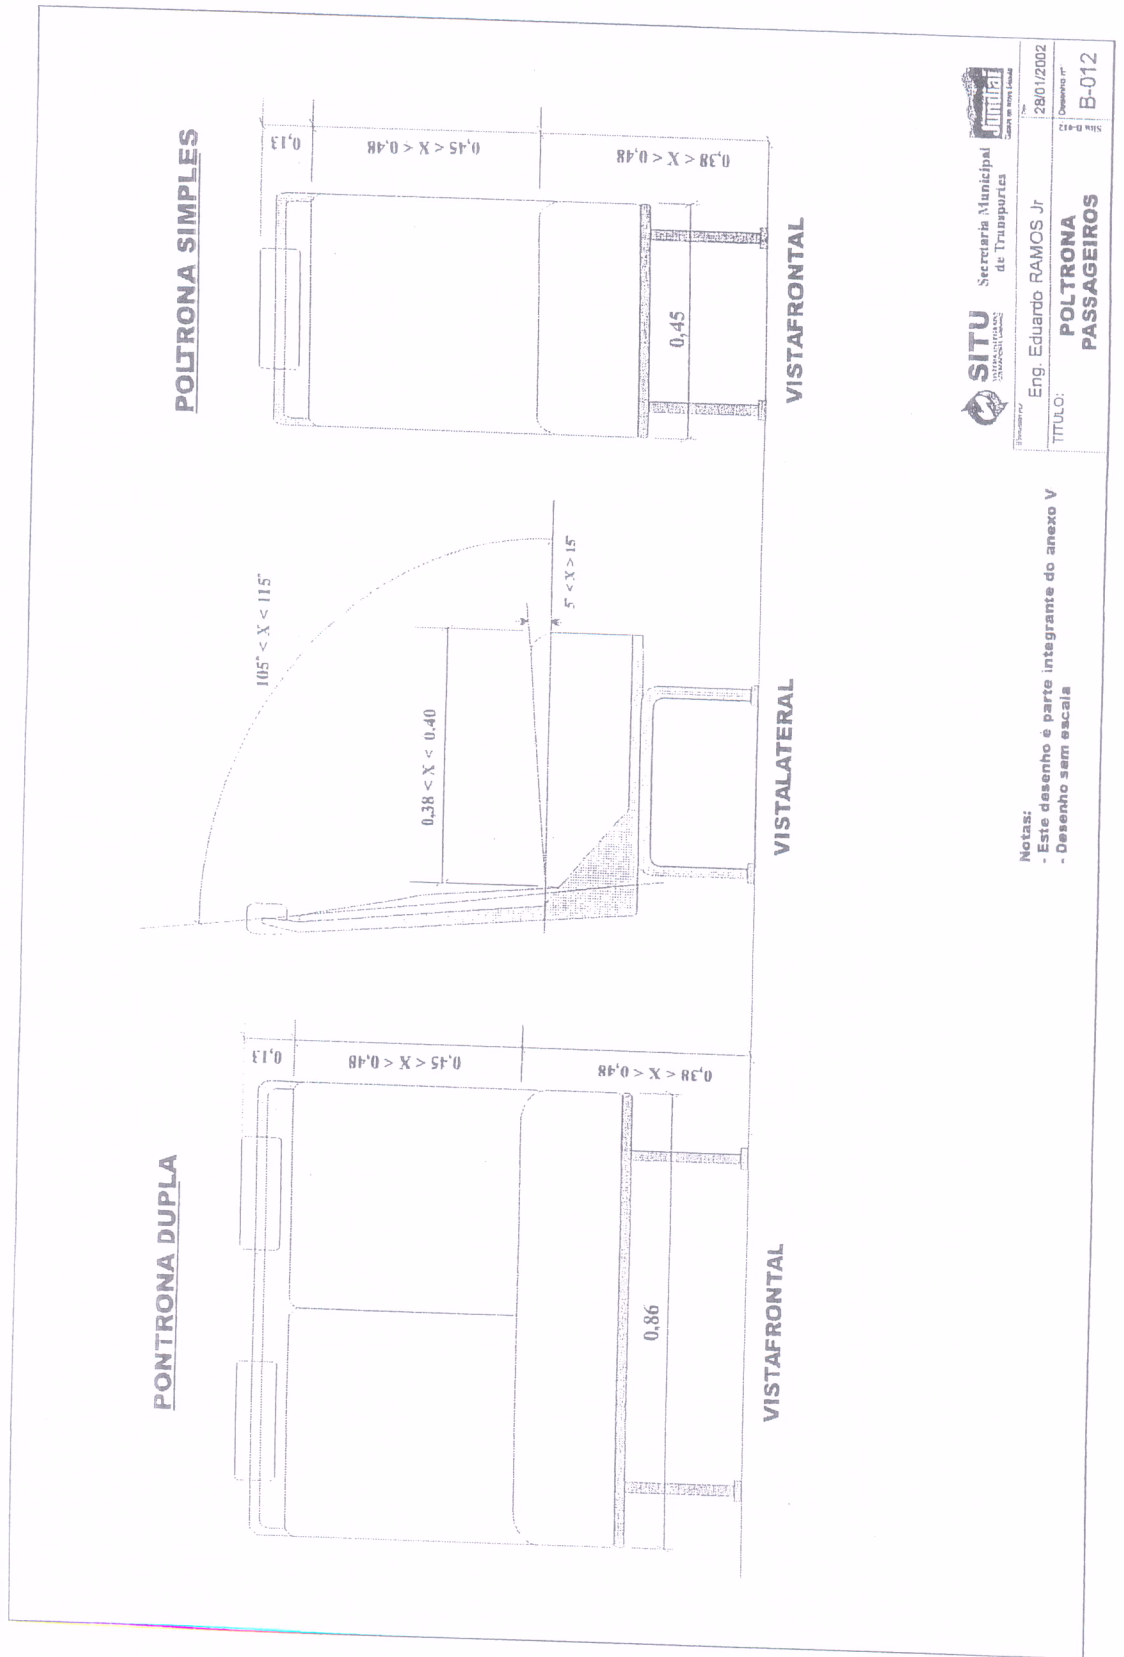 PONTRONA DUPLA
0,13
0,45 < X < 0,48
0,38 < X < 0,48
0,86
VISTAFRONTAL
105° < X < 115°
0,38 < X < 0,40
5° < X > 15°
VISTALATERAL
POLTRONA SIMPLES
0,13
0,45 < X < 0,48
0,38 < X < 0,48
0,45
VISTAFRONTAL
Notas:
- Este desenho é parte integrante do anexo V
- Desenho sem escala
SITU
Secretaria Municipal
de Transportes
Jundiaí
Eng. Eduardo RAMOS Jr
28/01/2002
TITULO:
POLTRONA
PASSAGEIROS
Desenho nº
B-012